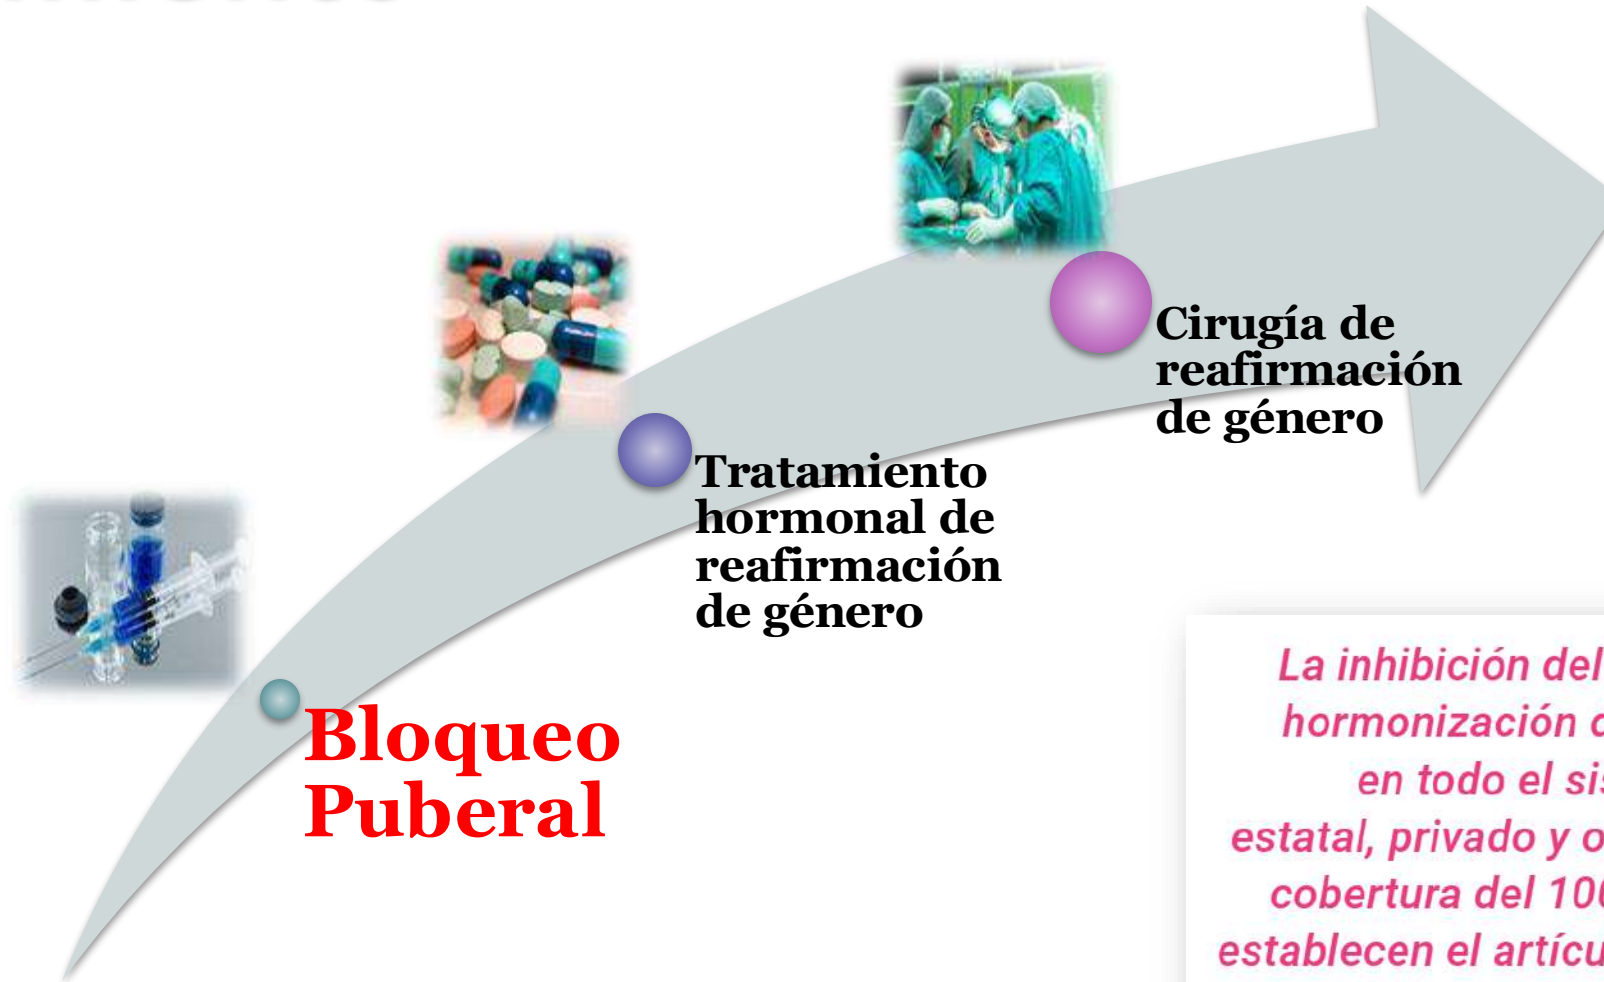 Cirugía de
reafirmación
de género
Tratamiento
hormonal de
reafirmación
de género
Bloqueo
Puberal
La inhibición del
hormonización
en todo el
estatal, privado y
cobertura del
establecen el